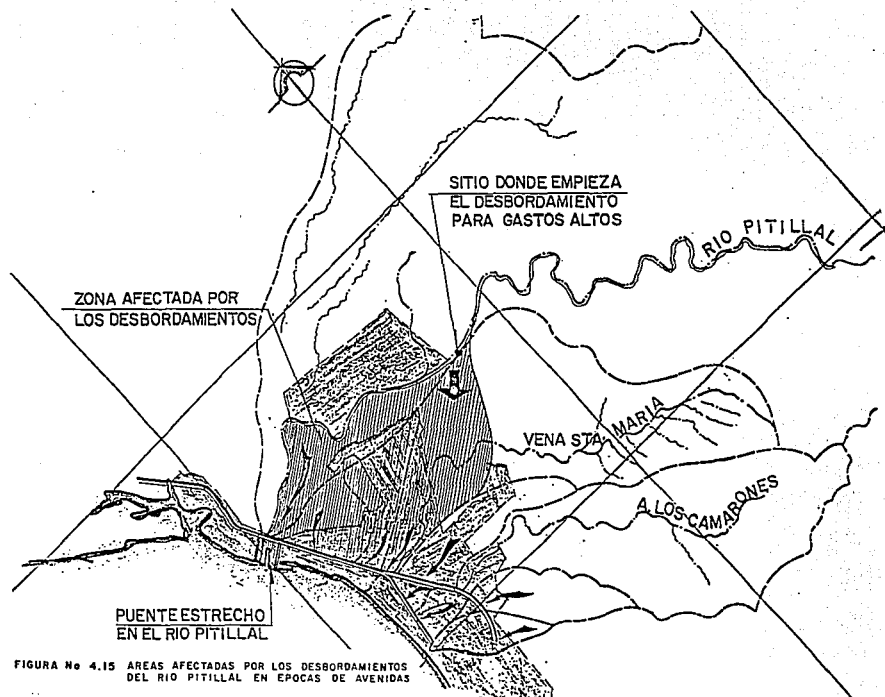 SITIO DONDE EMPIEZA
EL DESBORDAMIENTO
PARA GASTOS ALTOS
RIO PITILLAL
ZONA AFECTADA POR
LOS DESBORDAMIENTOS
VENA STA. MARIA
A. LOS CAMARONES
PUENTE ESTRECHO
EN EL RIO PITILLAL
FIGURA No 4.15 AREAS AFECTADAS POR LOS DESBORDAMIENTOS
DEL RIO PITILLAL EN EPOCAS DE AVENIDAS